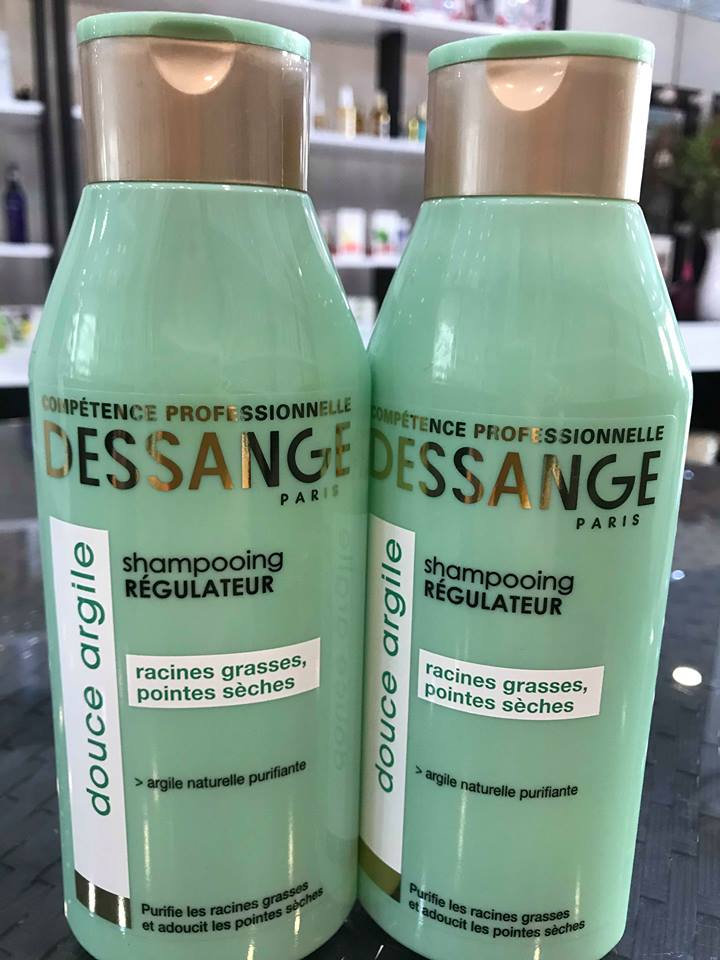 COMPÉTENCE PROFESSIONNELLE
DESSANGE
PARIS
douce argile
shampooing
RÉGULATEUR
racines grasses,
pointes sèches
> argile naturelle purifiante
Purifie les racines grasses
et adoucit les pointes sèches
COMPÉTENCE PROFESSIONNELLE
DESSANGE
PARIS
douce argile
shampooing
RÉGULATEUR
racines grasses,
pointes sèches
> argile naturelle purifiante
Purifie les racines grasses
et adoucit les pointes sèches